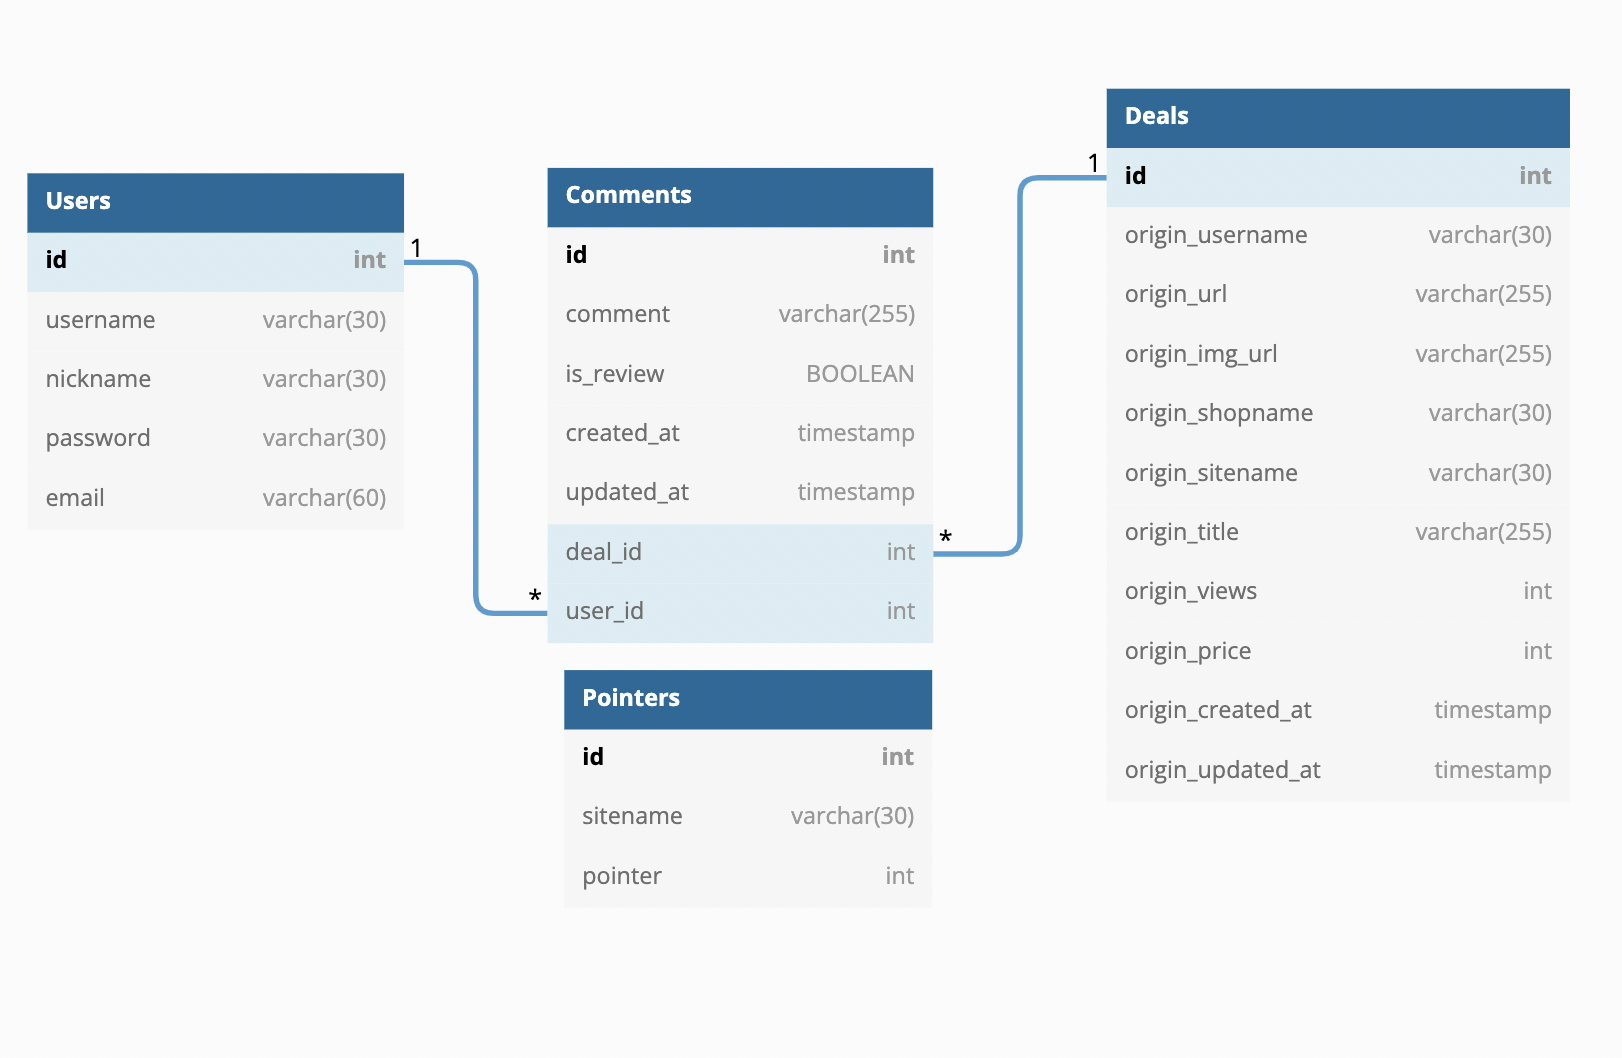 Users
id int
username varchar(30)
nickname varchar(30)
password varchar(30)
email varchar(60)
1
*
Comments
id int
comment varchar(255)
is_review BOOLEAN
created_at timestamp
updated_at timestamp
deal_id int
user_id int
*
1
Pointers
id int
sitename varchar(30)
pointer int
Deals
id int
origin_username varchar(30)
origin_url varchar(255)
origin_img_url varchar(255)
origin_shopname varchar(30)
origin_sitename varchar(30)
origin_title varchar(255)
origin_views int
origin_price int
origin_created_at timestamp
origin_updated_at timestamp